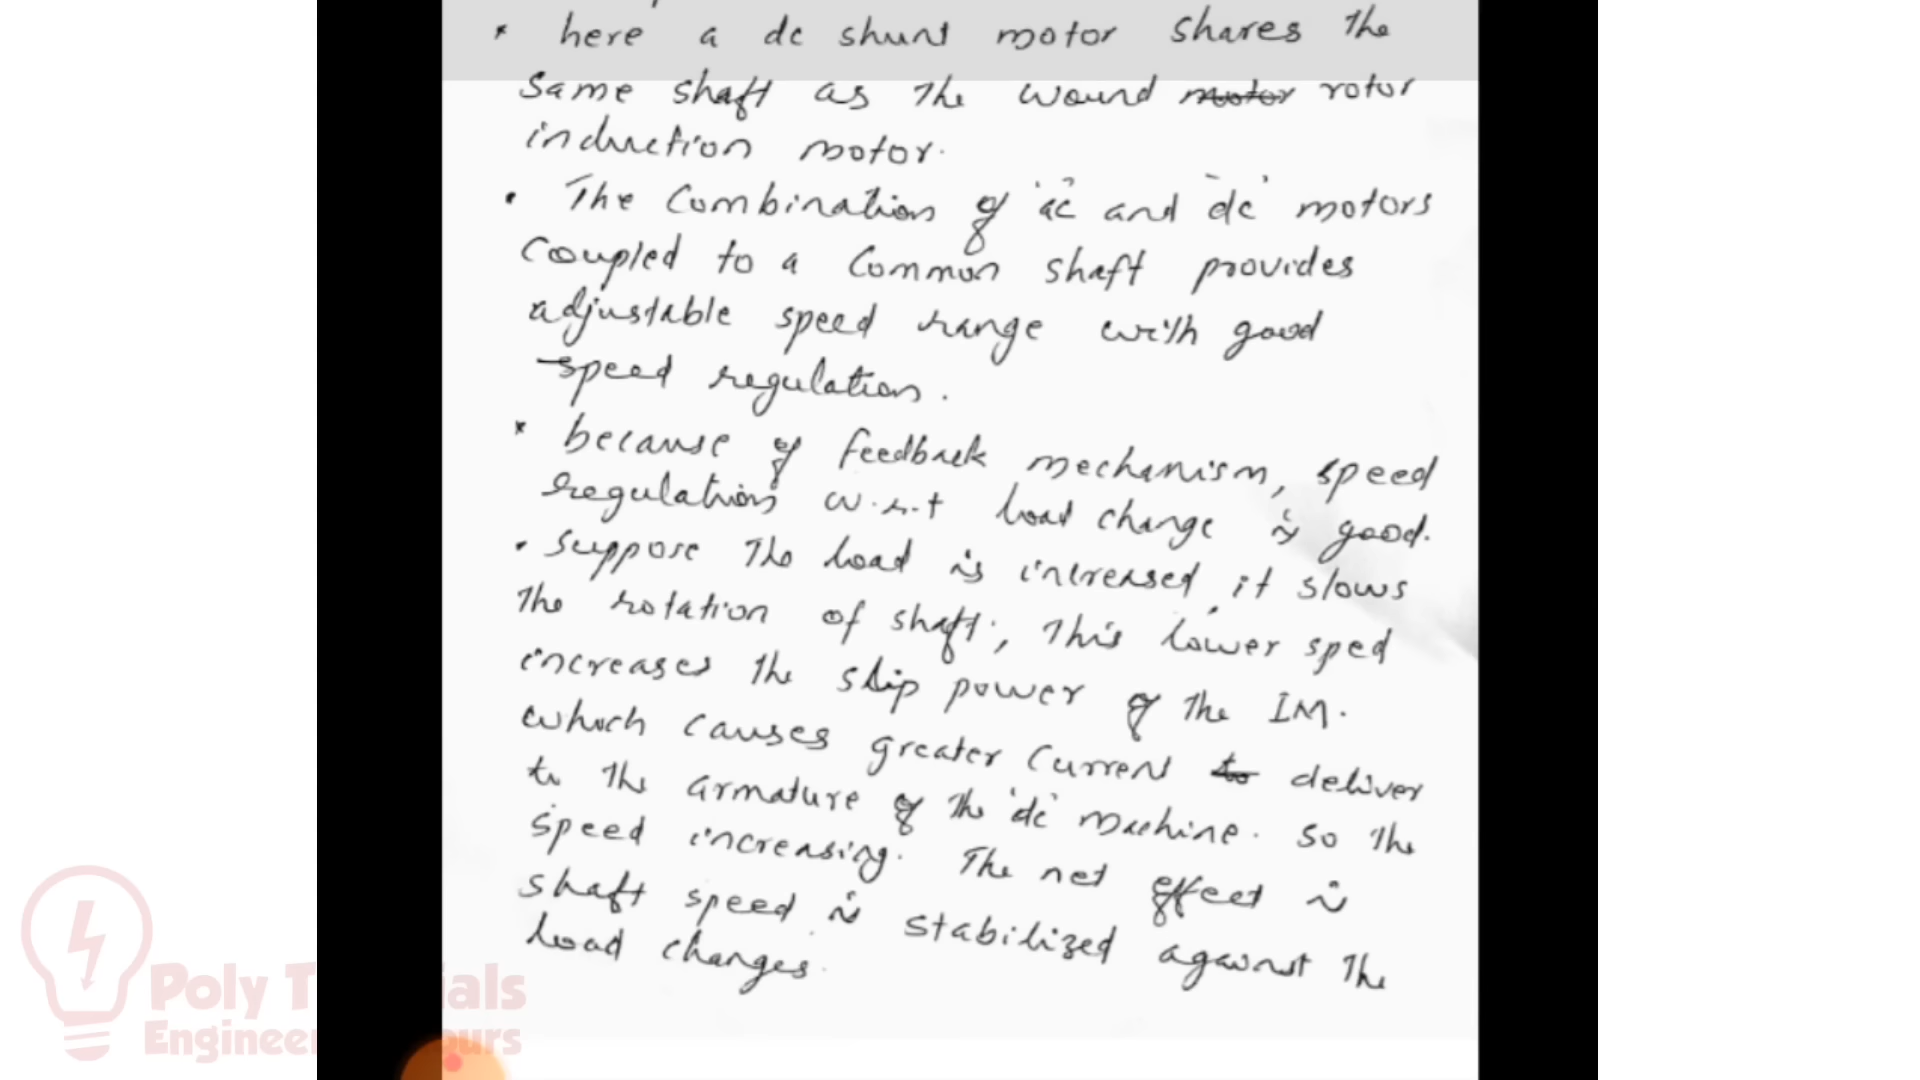 * here a dc shunt motor shares the
same shaft as the wound motor rotor
induction motor.
• The Combination of 'ac' and 'dc' motors
Coupled to a Common shaft provides
adjustable speed range with good
speed regulation.
* because of feedback mechanism, speed
regulation w.r.t load change is good.
• Suppose the load is increased, it slows
the rotation of shaft, This lower sped
increases the slip power of the IM.
which causes greater current to deliver
to the armature of the 'dc' machine. so the
speed increasing. The net effect is
shaft speed is stabilized against the
load changes.
Poly T ials
Engineer ours